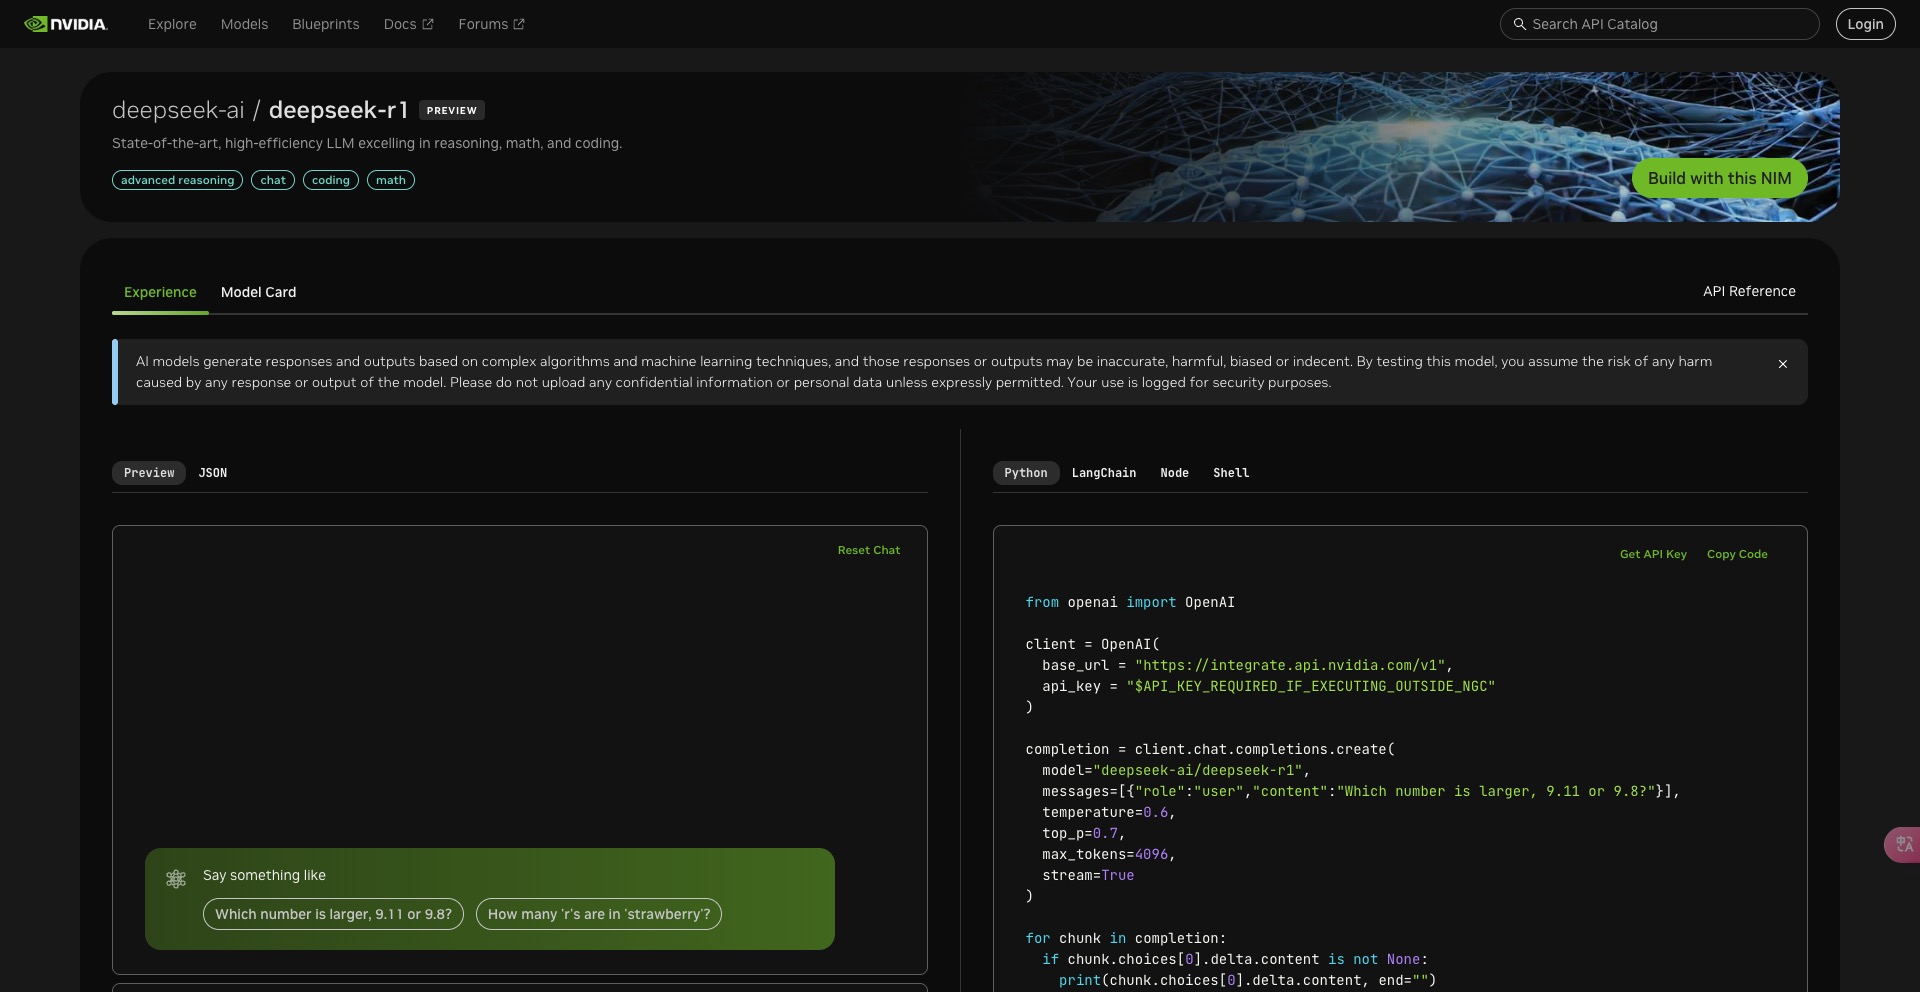 NVIDIA.
Explore
Models
Blueprints
Docs
Forums
Search API Catalog
Login
deepseek-ai / deepseek-r1 PREVIEW
State-of-the-art, high-efficiency LLM excelling in reasoning, math, and coding.
advanced reasoning
chat
coding
math
Build with this NIM
Experience
Model Card
API Reference
AI models generate responses and outputs based on complex algorithms and machine learning techniques, and those responses or outputs may be inaccurate, harmful, biased or indecent. By testing this model, you assume the risk of any harm
caused by any response or output of the model. Please do not upload any confidential information or personal data unless expressly permitted. Your use is logged for security purposes.
Preview
JSON
Reset Chat
Say something like
Which number is larger, 9.11 or 9.8?
How many 'r's are in 'strawberry'?
Python
LangChain
Node
Shell
Get API Key
Copy Code
from openai import OpenAI
client = OpenAI(
  base_url = "https://integrate.api.nvidia.com/v1",
  api_key = "$API_KEY_REQUIRED_IF_EXECUTING_OUTSIDE_NGC"
)
completion = client.chat.completions.create(
  model="deepseek-ai/deepseek-r1",
  messages=[{"role":"user","content":"Which number is larger, 9.11 or 9.8?"}],
  temperature=0.6,
  top_p=0.7,
  max_tokens=4096,
  stream=True
)
for chunk in completion:
  if chunk.choices[0].delta.content is not None:
    print(chunk.choices[0].delta.content, end="")
中A